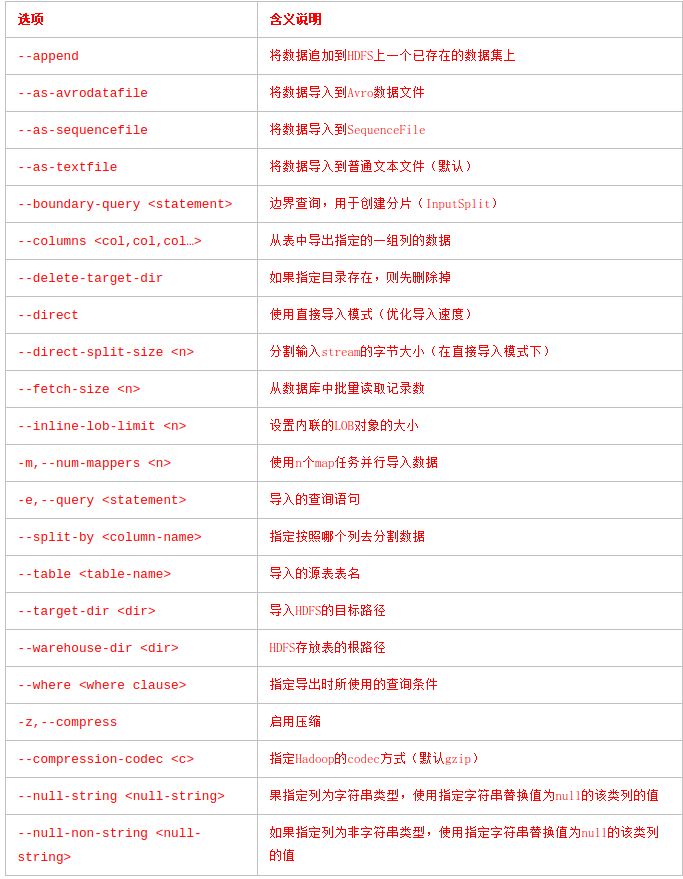 选项 含义说明
--append 将数据追加到HDFS上一个已存在的数据集上
--as-avrodatafile 将数据导入到Avro数据文件
--as-sequencefile 将数据导入到SequenceFile
--as-textfile 将数据导入到普通文本文件（默认）
--boundary-query <statement> 边界查询，用于创建分片（InputSplit）
--columns <col,col,col…> 从表中导出指定的一组列的数据
--delete-target-dir 如果指定目录存在，则先删除掉
--direct 使用直接导入模式（优化导入速度）
--direct-split-size <n> 分割输入stream的字节大小（在直接导入模式下）
--fetch-size <n> 从数据库中批量读取记录数
--inline-lob-limit <n> 设置内联的LOB对象的大小
-m,--num-mappers <n> 使用n个map任务并行导入数据
-e,--query <statement> 导入的查询语句
--split-by <column-name> 指定按照哪个列去分割数据
--table <table-name> 导入的源表表名
--target-dir <dir> 导入HDFS的目标路径
--warehouse-dir <dir> HDFS存放表的根路径
--where <where clause> 指定导出时所使用的查询条件
-z,--compress 启用压缩
--compression-codec <c> 指定Hadoop的codec方式（默认gzip）
--null-string <null-string> 果指定列为字符串类型，使用指定字符串替换值为null的该类列的值
--null-non-string <null- 如果指定列为非字符串类型，使用指定字符串替换值为null的该类列
string> 的值